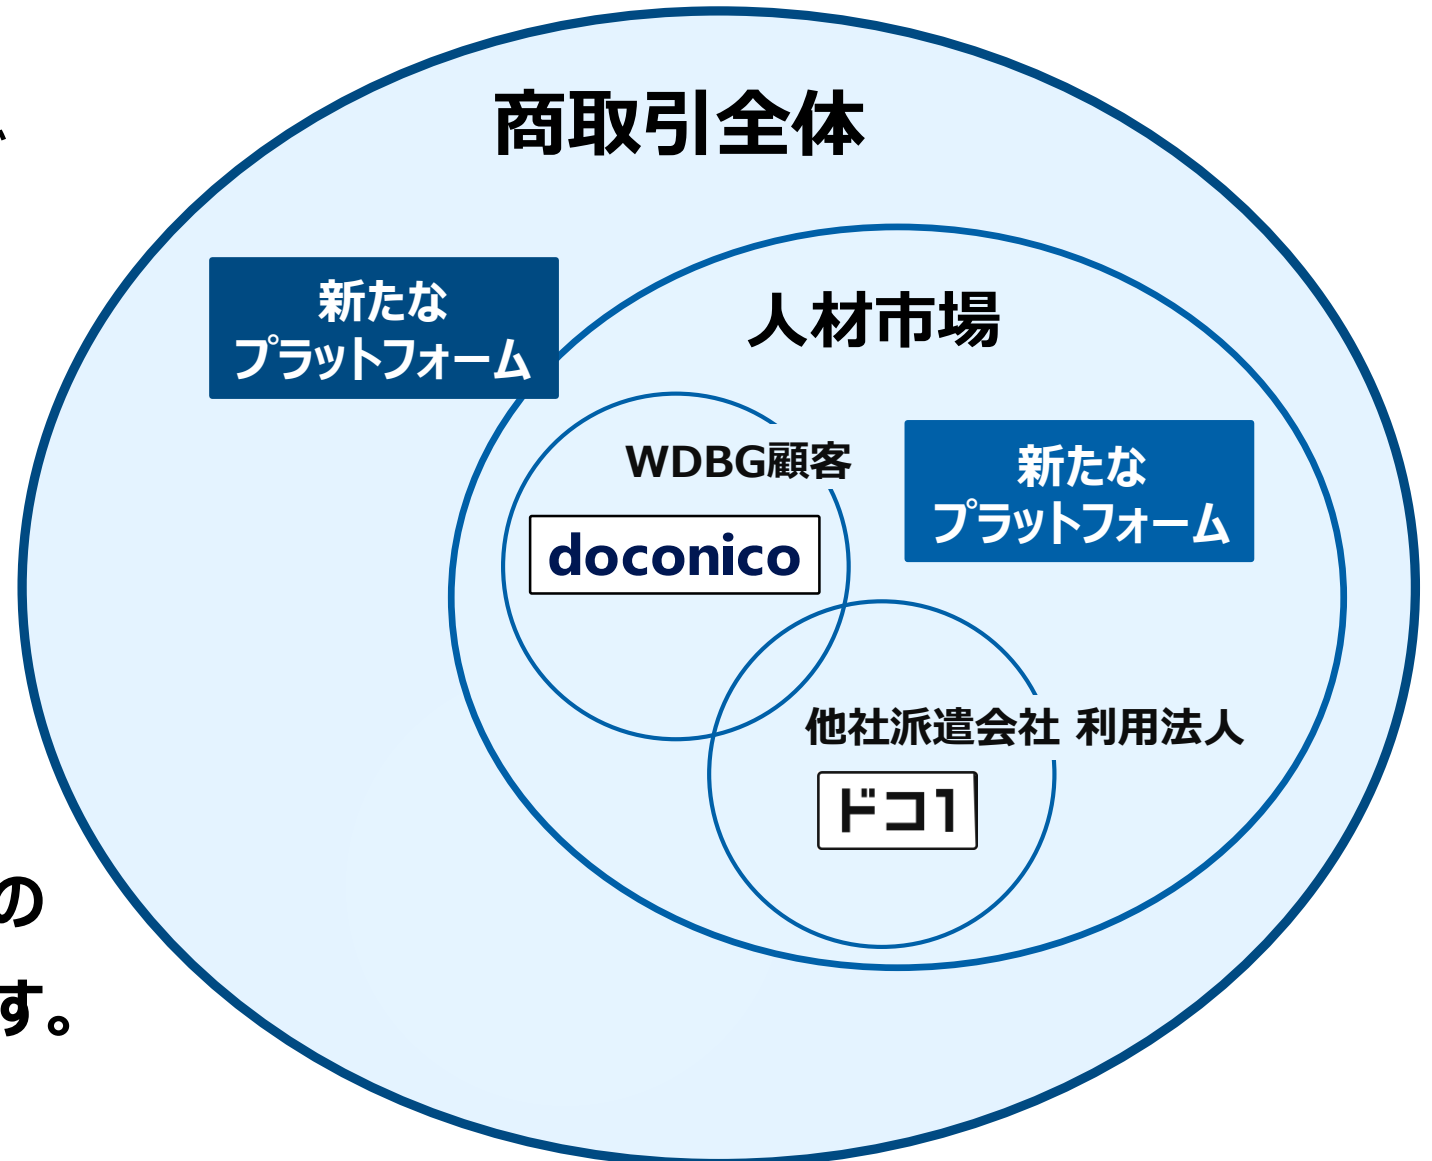 商取引全体
新たな
プラットフォーム
人材市場
WDBG顧客
新たな
プラットフォーム
doconico
他社派遣会社 利用法人
ドコ1
の
す。